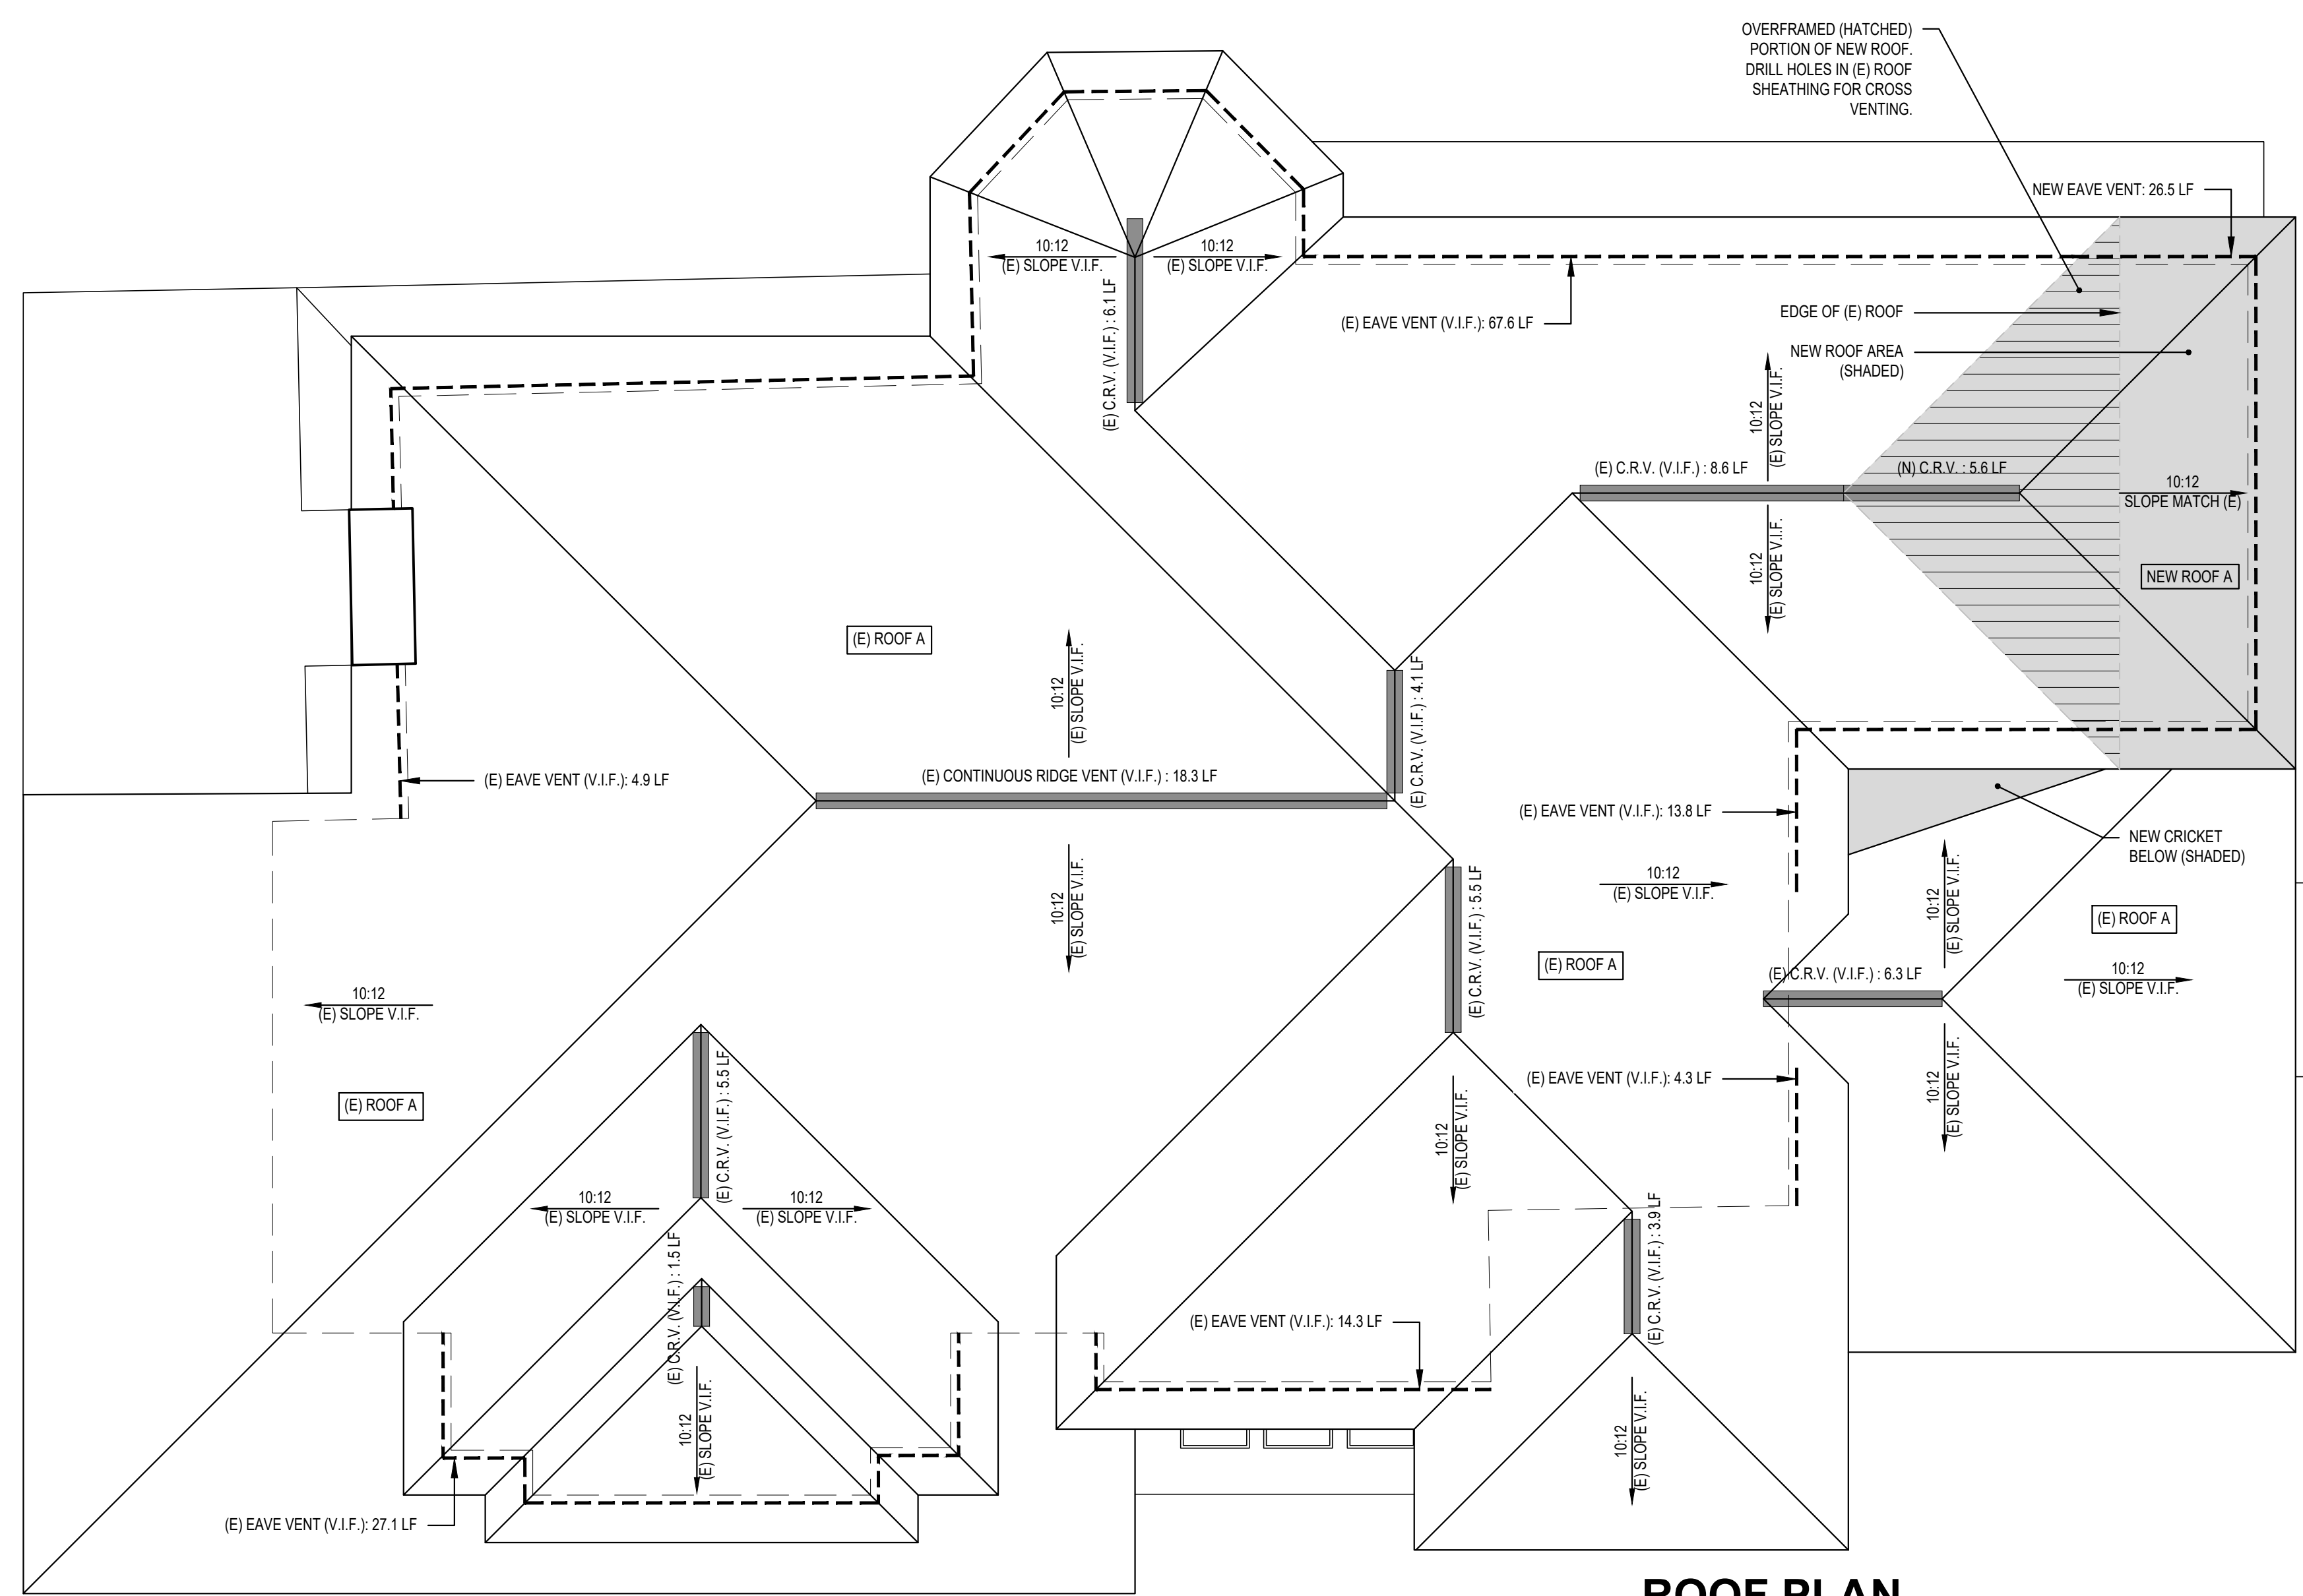 OVERFRAMED (HATCHED)
PORTION OF NEW ROOF.
DRILL HOLES IN (E) ROOF
SHEATHING FOR CROSS
VENTING.
NEW EAVE VENT: 26.5 LF
10:12
(E) SLOPE V.I.F.
10:12
(E) SLOPE V.I.F.
(E) C.R.V. (V.I.F.) : 6.1 LF
(E) EAVE VENT (V.I.F.): 67.6 LF
EDGE OF (E) ROOF
NEW ROOF AREA
(SHADED)
10:12
(E) SLOPE V.I.F.
(E) C.R.V. (V.I.F.) : 8.6 LF
(N) C.R.V. : 5.6 LF
10:12
SLOPE MATCH (E)
10:12
(E) SLOPE V.I.F.
NEW ROOF A
(E) ROOF A
10:12
(E) SLOPE V.I.F.
(E) C.R.V. (V.I.F.) : 4.1 LF
(E) EAVE VENT (V.I.F.): 4.9 LF
(E) CONTINUOUS RIDGE VENT (V.I.F.) : 18.3 LF
(E) EAVE VENT (V.I.F.): 13.8 LF
NEW CRICKET
BELOW (SHADED)
10:12
(E) SLOPE V.I.F.
(E) C.R.V. (V.I.F.) : 5.5 LF
10:12
(E) SLOPE V.I.F.
10:12
(E) SLOPE V.I.F.
(E) ROOF A
(E) ROOF A
(E) C.R.V. (V.I.F.) : 6.3 LF
10:12
(E) SLOPE V.I.F.
10:12
(E) SLOPE V.I.F.
(E) ROOF A
(E) C.R.V. (V.I.F.) : 5.5 LF
(E) EAVE VENT (V.I.F.): 4.3 LF
10:12
(E) SLOPE V.I.F.
10:12
(E) SLOPE V.I.F.
10:12
(E) SLOPE V.I.F.
10:12
(E) SLOPE V.I.F.
(E) C.R.V. (V.I.F.) : 1.5 LF
(E) C.R.V. (V.I.F.) : 3.9 LF
(E) EAVE VENT (V.I.F.): 14.3 LF
10:12
(E) SLOPE V.I.F.
10:12
(E) SLOPE V.I.F.
(E) EAVE VENT (V.I.F.): 27.1 LF
ROOF PLAN